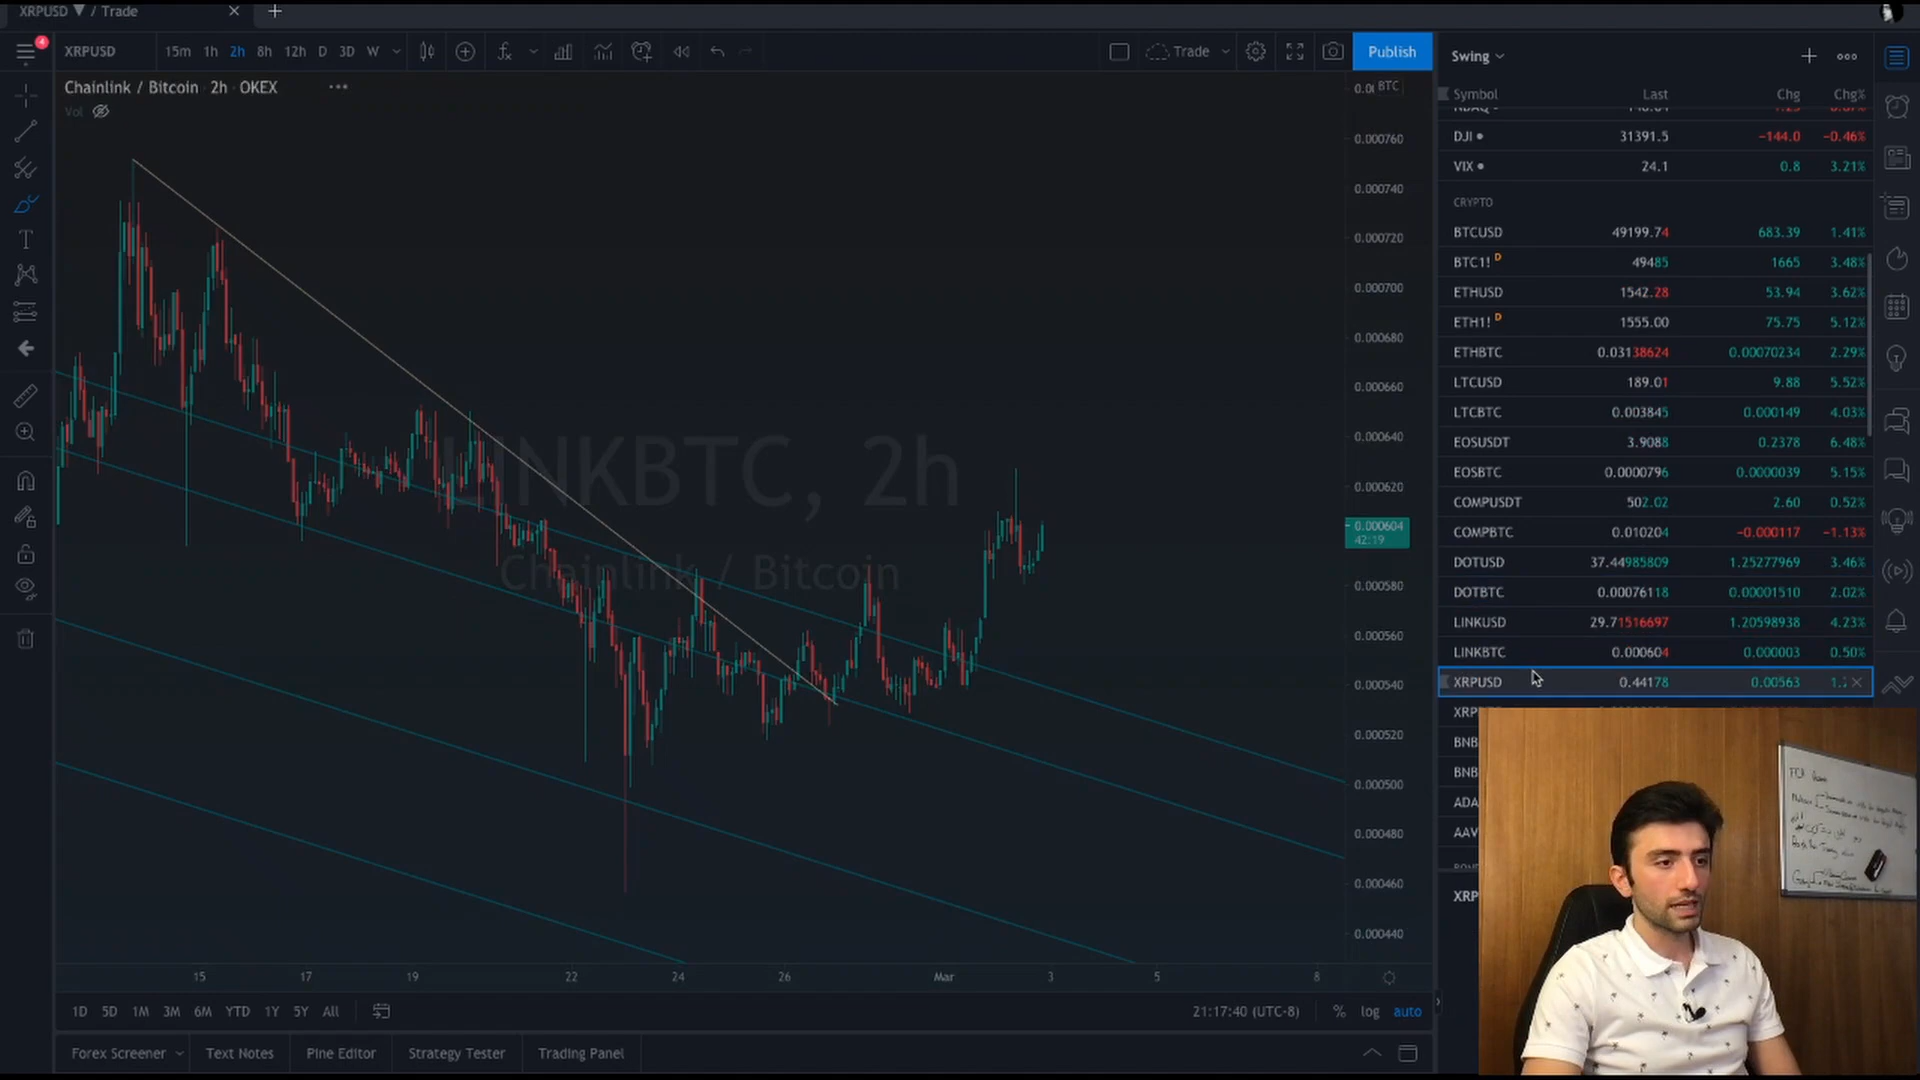 XRPUSD ▼ / Trade
4
XRPUSD 15m 1h 2h 8h 12h D 3D W Trade Publish
Chainlink / Bitcoin 2h OKEX
Vol
BTC
0.000760
0.000740
0.000720
0.000700
0.000680
0.000660
0.000640
0.000620
0.000604
42:19
0.000580
0.000560
0.000540
0.000520
0.000500
0.000480
0.000460
0.000440
LINKBTC, 2h
Chainlink / Bitcoin
15 17 19 22 24 26 Mar 3 5 8
1D 5D 1M 3M 6M YTD 1Y 5Y All 21:17:40 (UTC-8) % log auto
Forex Screener Text Notes Pine Editor Strategy Tester Trading Panel
Swing
Symbol Last Chg Chg%
DJI 31391.5 −144.0 −0.46%
VIX 24.1 0.8 3.21%
CRYPTO
BTCUSD 49199.74 683.39 1.41%
BTC1! D 49485 1665 3.48%
ETHUSD 1542.28 53.94 3.62%
ETH1! D 1555.00 75.75 5.12%
ETHBTC 0.03138624 0.00070234 2.29%
LTCUSD 189.01 9.88 5.52%
LTCBTC 0.003845 0.000149 4.03%
EOSUSDT 3.9088 0.2378 6.48%
EOSBTC 0.0000796 0.0000039 5.15%
COMPUSDT 502.02 2.60 0.52%
COMPBTC 0.010204 −0.000117 −1.13%
DOTUSD 37.44985809 1.25277969 3.46%
DOTBTC 0.00076118 0.00001510 2.02%
LINKUSD 29.71516697 1.20598938 4.23%
LINKBTC 0.000604 0.000003 0.50%
XRPUSD 0.44178 0.00563
XRP
BNB
BNB
ADA
AAV
XRP